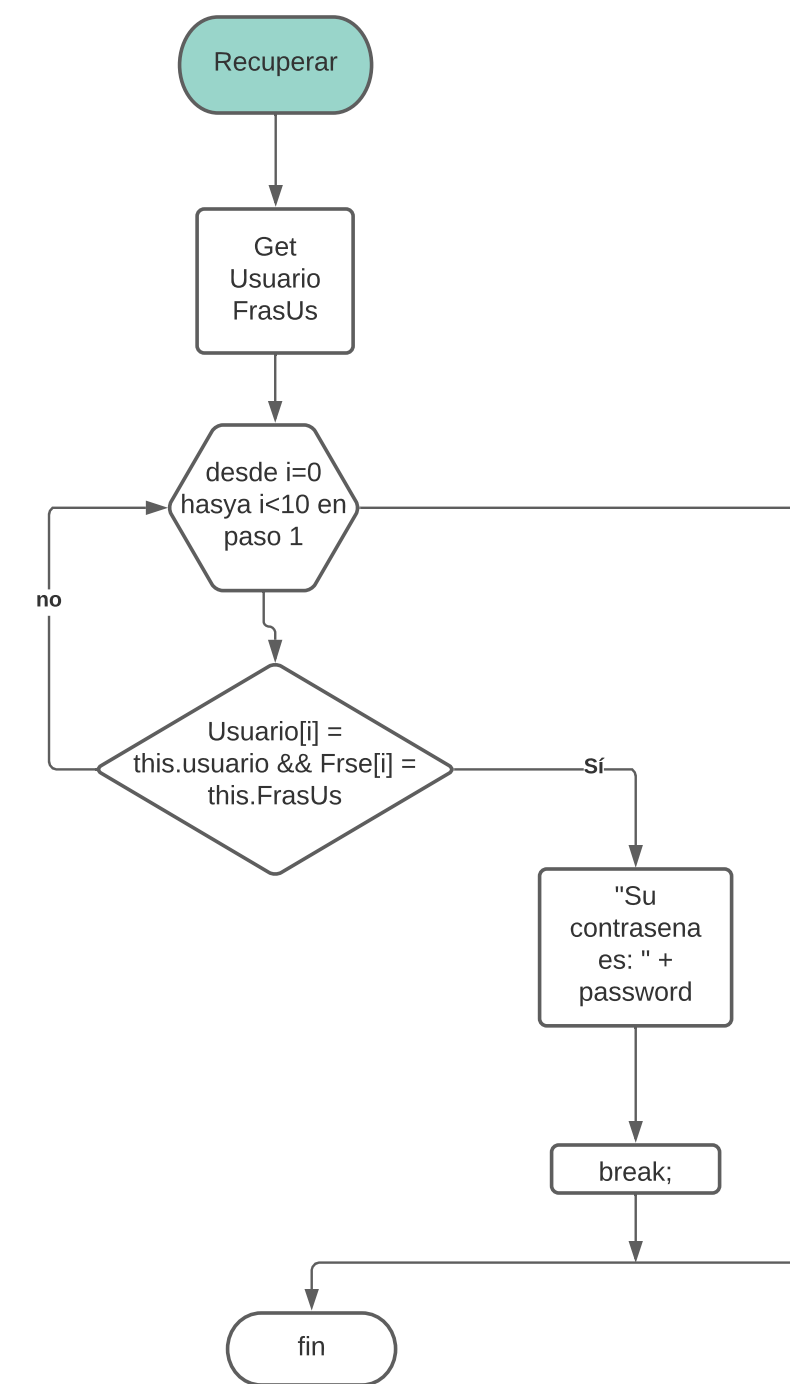 Recuperar
Get
Usuario
FrasUs
desde i=0
hasya i<10 en
paso 1
no
Usuario[i] =
this.usuario && Frse[i] =
this.FrasUs
Sí
"Su
contrasena
es: " +
password
break;
fin